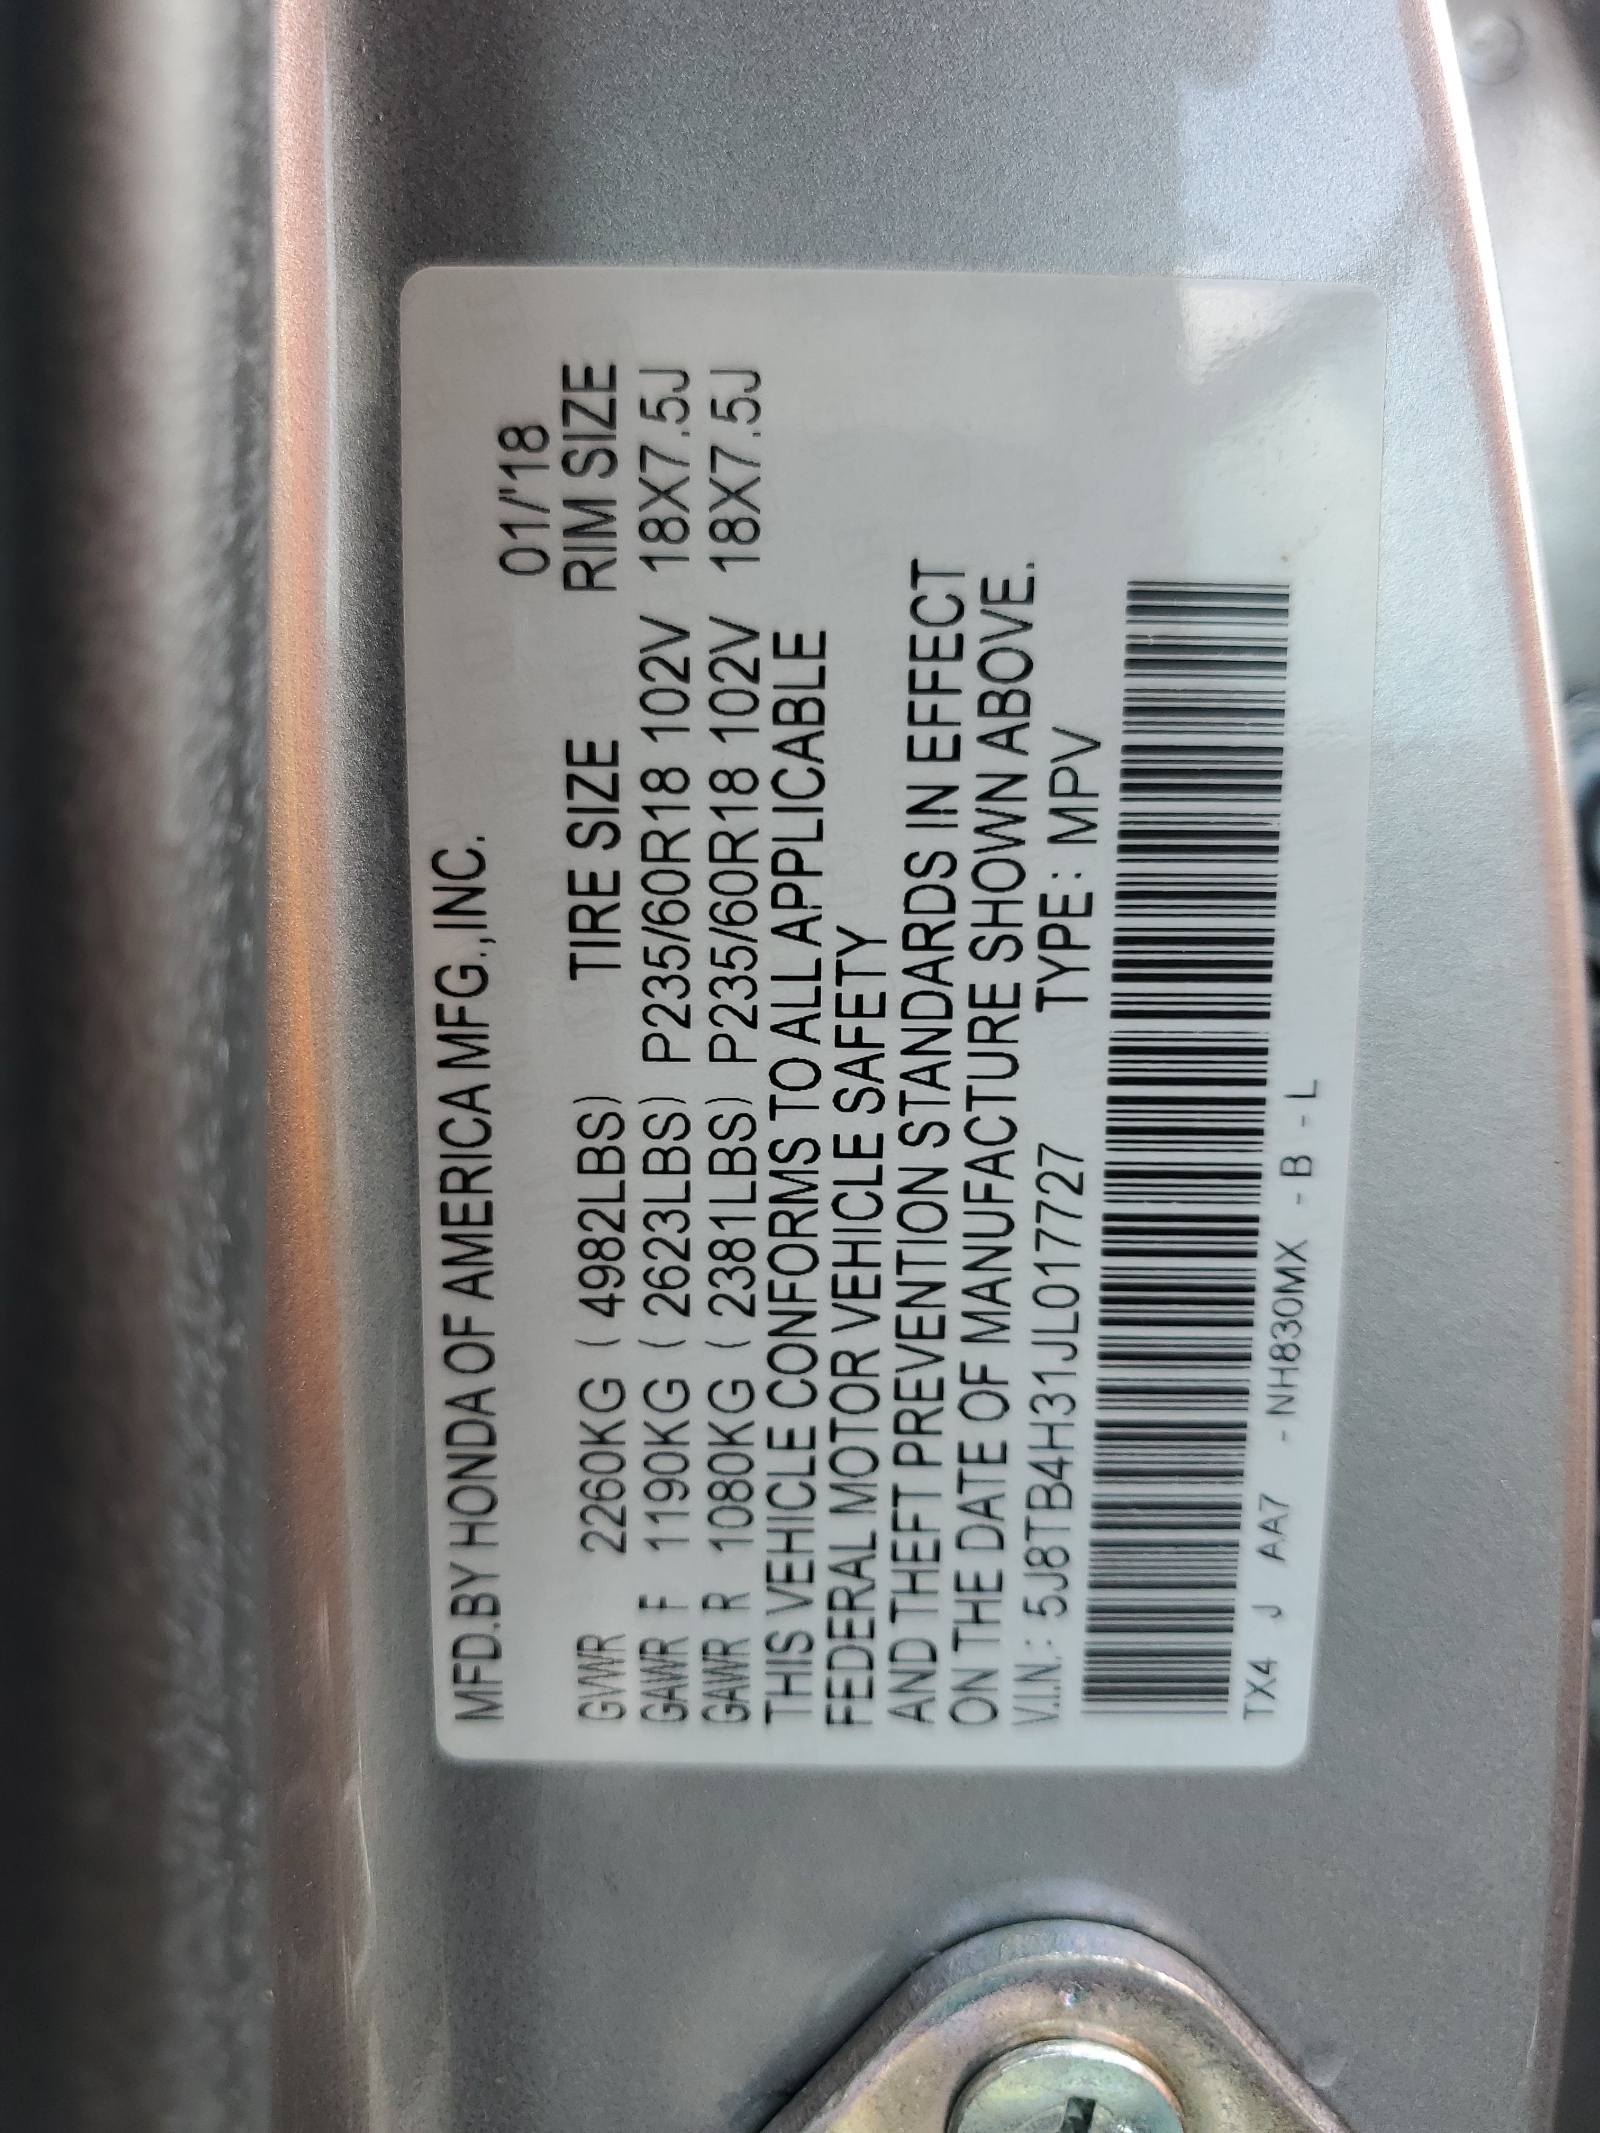 MFD.BY HONDA OF AMERICA MFG.,INC.
01/'18
TIRE SIZE RIM SIZE
GVWR 2260KG ( 4982LBS)
GAWR F 1190KG ( 2623LBS) P235/60R18 102V 18X7.5J
GAWR R 1080KG ( 2381LBS) P235/60R18 102V 18X7.5J
THIS VEHICLE CONFORMS TO ALL APPLICABLE
FEDERAL MOTOR VEHICLE SAFETY
AND THEFT PREVENTION STANDARDS IN EFFECT
ON THE DATE OF MANUFACTURE SHOWN ABOVE.
V.I.N.: 5J8TB4H31JL017727 TYPE: MPV
TX4 J AA7 -NH830MX -B-L